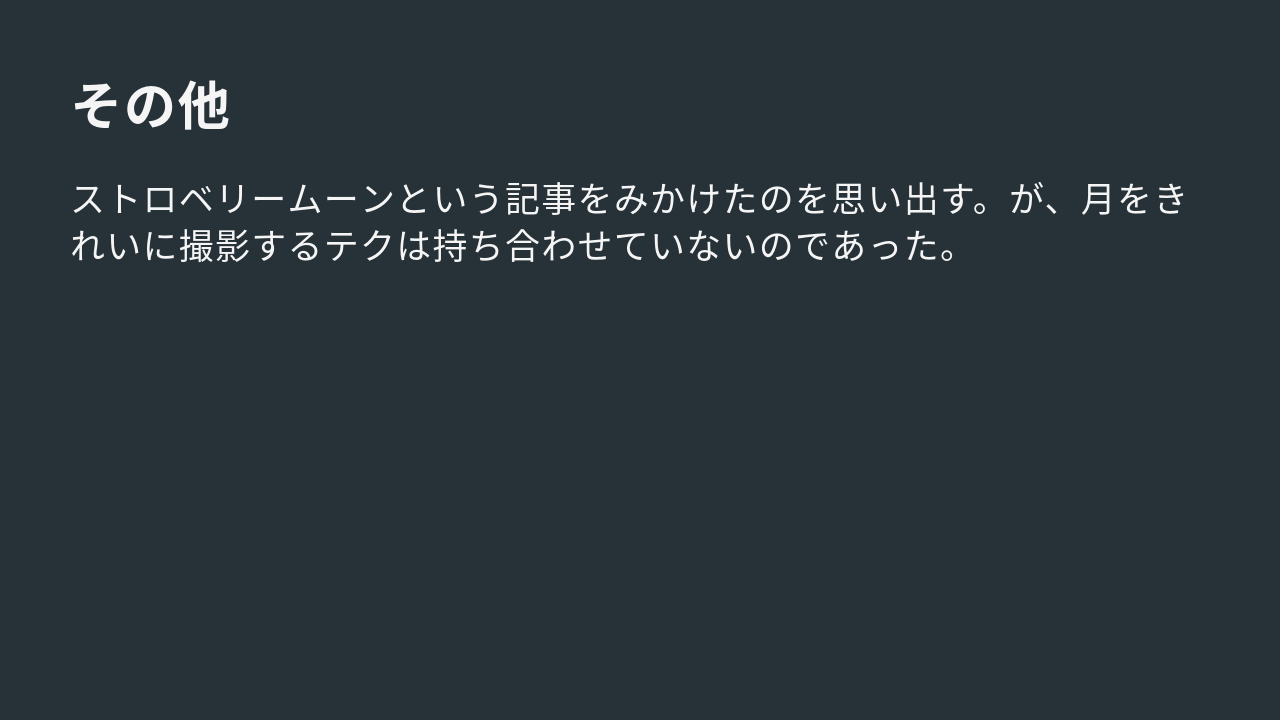 その他
ストロベリームーンという記事をみかけたのを思い出す。が、月をき
れいに撮影するテクは持ち合わせていないのであった。